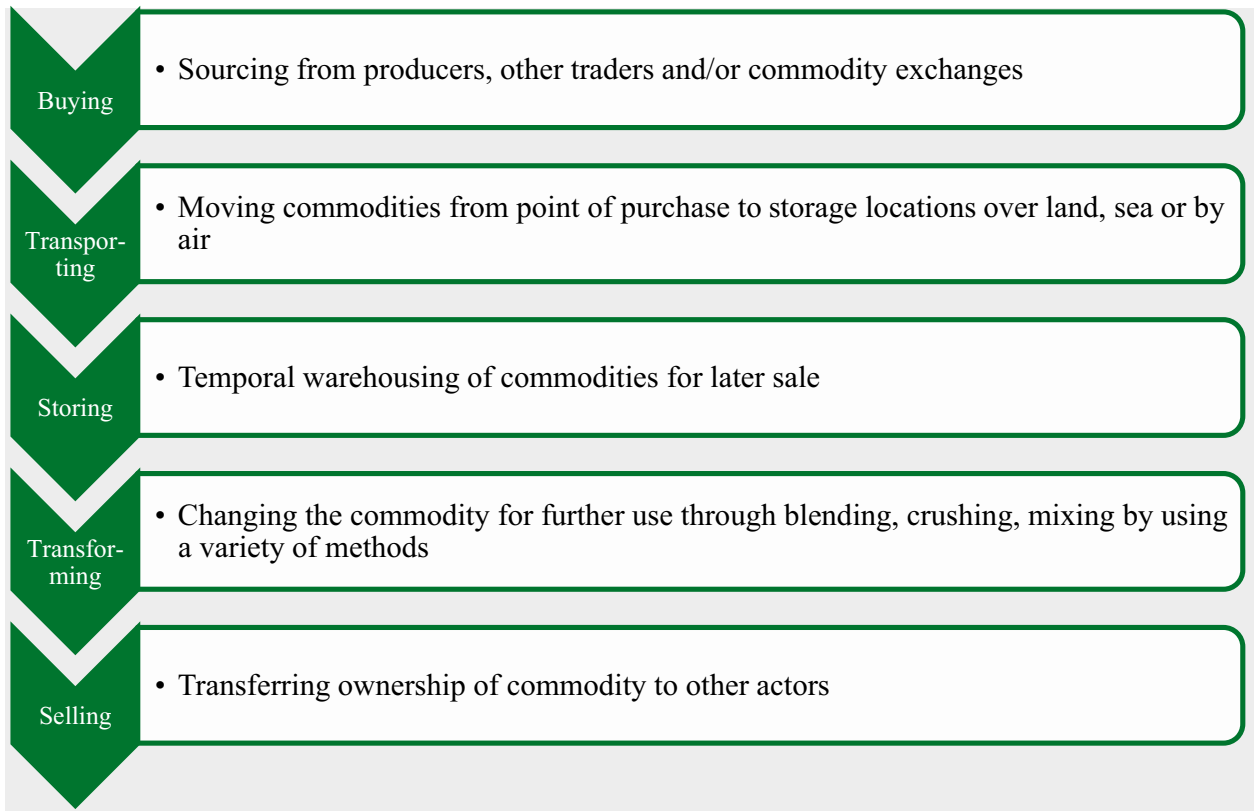 Buying
• Sourcing from producers, other traders and/or commodity exchanges
Transpor-
ting
• Moving commodities from point of purchase to storage locations over land, sea or by
air
Storing
• Temporal warehousing of commodities for later sale
Transfor-
ming
• Changing the commodity for further use through blending, crushing, mixing by using
a variety of methods
Selling
• Transferring ownership of commodity to other actors